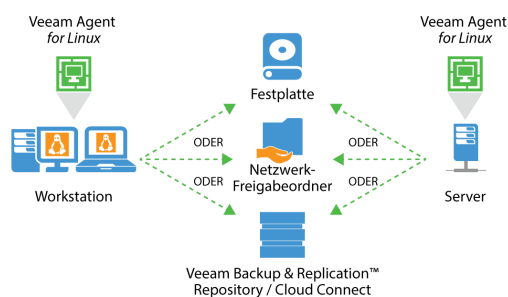 Veeam Agent
for Linux
Veeam Agent
for Linux
Festplatte
ODER
ODER
Netzwerk-
Freigabeordner
ODER
ODER
Workstation
Server
Veeam Backup & Replication™
Repository / Cloud Connect